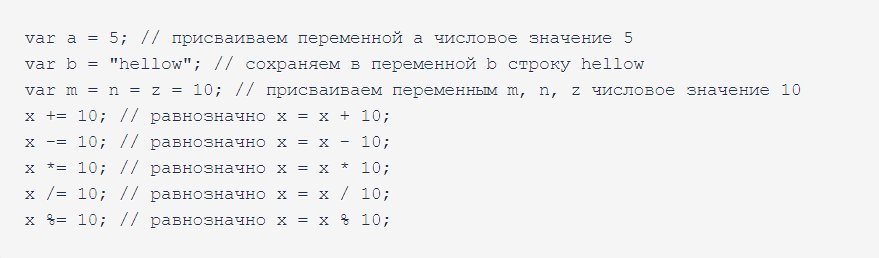 var a = 5; // присваиваем переменной a числовое значение 5
var b = "hellow"; // сохраняем в переменной b строку hellow
var m = n = z = 10; // присваиваем переменным m, n, z числовое значение 10
x += 10; // равнозначно x = x + 10;
x -= 10; // равнозначно x = x - 10;
x *= 10; // равнозначно x = x * 10;
x /= 10; // равнозначно x = x / 10;
x %= 10; // равнозначно x = x % 10;